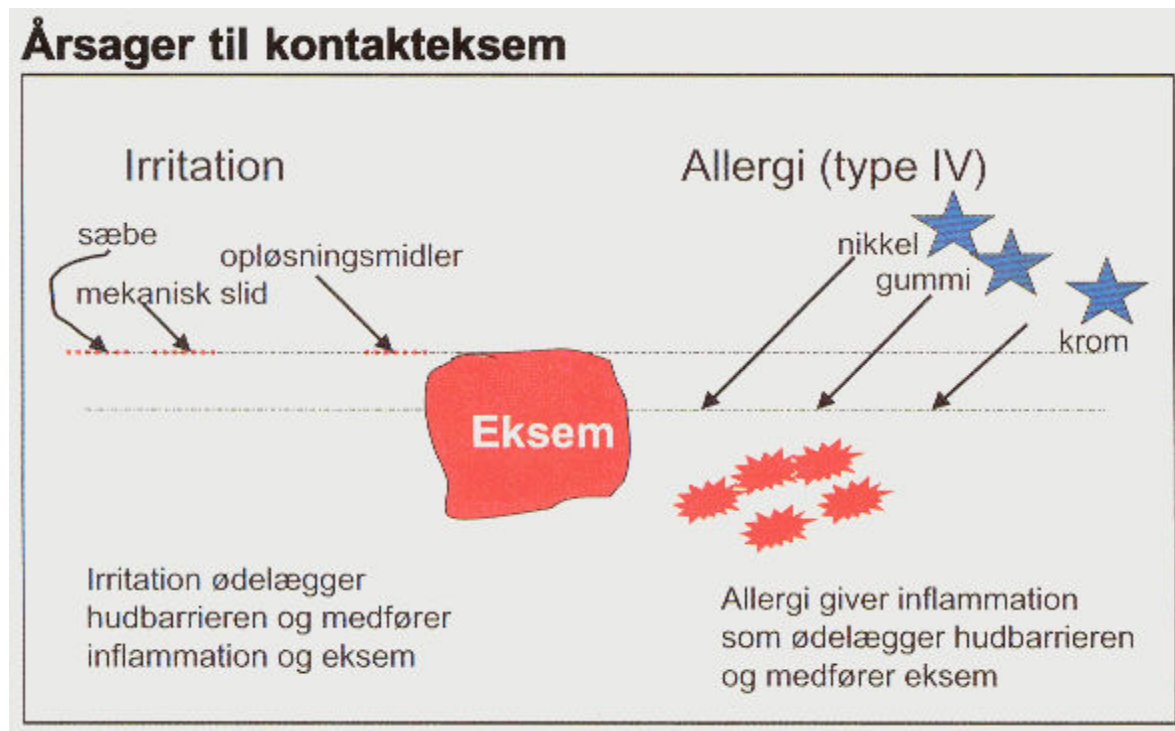 Årsager til kontakteksem
Irritation
sæbe
opløsningsmidler
mekanisk slid
Allergi (type IV)
nikkel
gummi
krom
Eksem
Irritation ødelægger
hudbarrieren og medfører
inflammation og eksem
Allergi giver inflammation
som ødelægger hudbarrieren
og medfører eksem